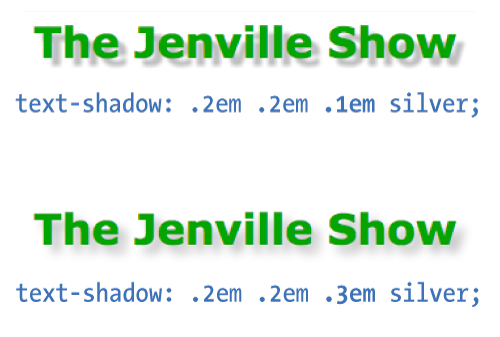 The Jenville Show
text-shadow: .2em .2em .1em silver;
The Jenville Show
text-shadow: .2em .2em .3em silver;